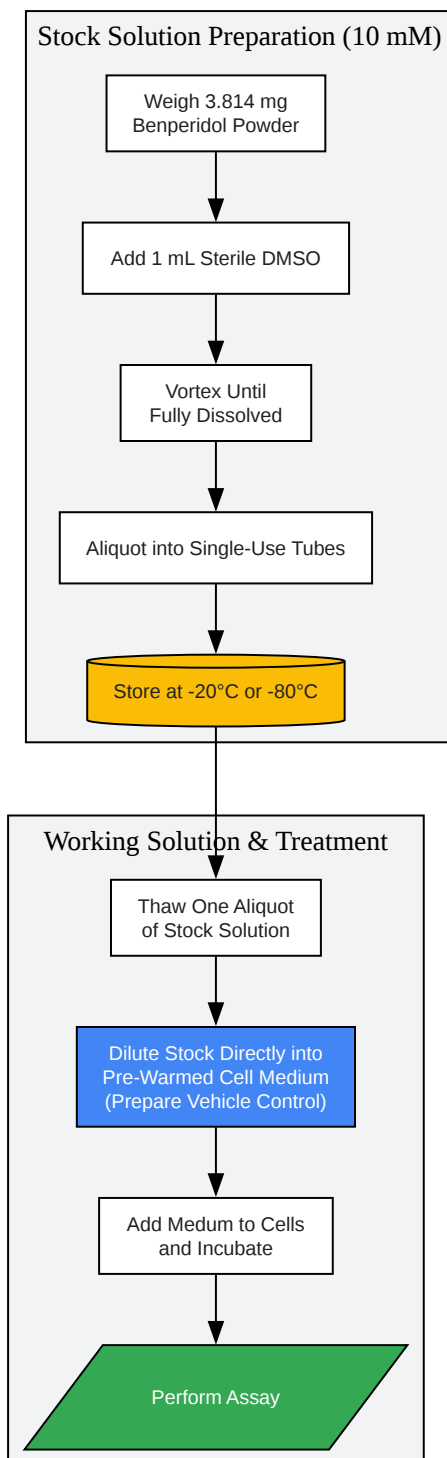 Stock Solution Preparation (10 mM)
Weigh 3.814 mg
Benperidol Powder
Add 1 mL Sterile DMSO
Vortex Until
Fully Dissolved
Aliquot into Single-Use Tubes
Store at -20°C or -80°C
Working Solution & Treatment
Thaw One Aliquot
of Stock Solution
Dilute Stock Directly into
Pre-Warmed Cell Medium
(Prepare Vehicle Control)
Add Medum to Cells
and Incubate
Perform Assay